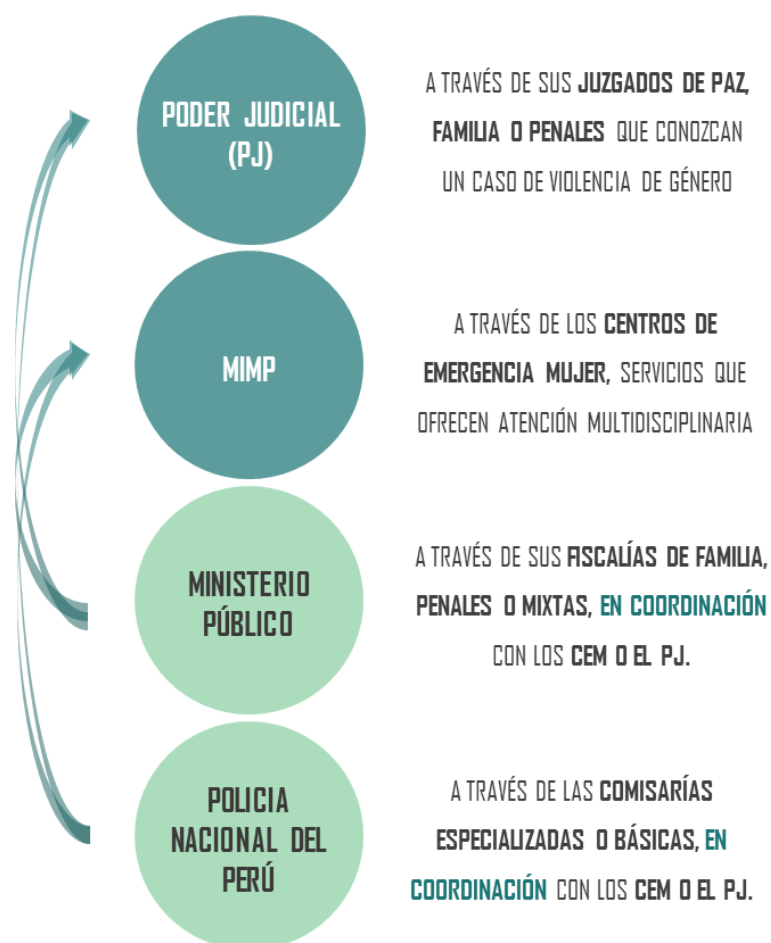 PODER JUDICIAL
(PJ)
A TRAVÉS DE SUS JUZGADOS DE PAZ,
FAMILIA O PENALES QUE CONOZCAN
UN CASO DE VIOLENCIA DE GÉNERO
MIMP
A TRAVÉS DE LOS CENTROS DE
EMERGENCIA MUJER, SERVICIOS QUE
OFRECEN ATENCIÓN MULTIDISCIPLINARIA
MINISTERIO
PÚBLICO
A TRAVÉS DE SUS FISCALÍAS DE FAMILIA,
PENALES O MIXTAS, EN COORDINACIÓN
CON LOS CEM O EL PJ.
POLICIA
NACIONAL DEL
PERÚ
A TRAVÉS DE LAS COMISARÍAS
ESPECIALIZADAS O BÁSICAS, EN
COORDINACIÓN CON LOS CEM O EL PJ.